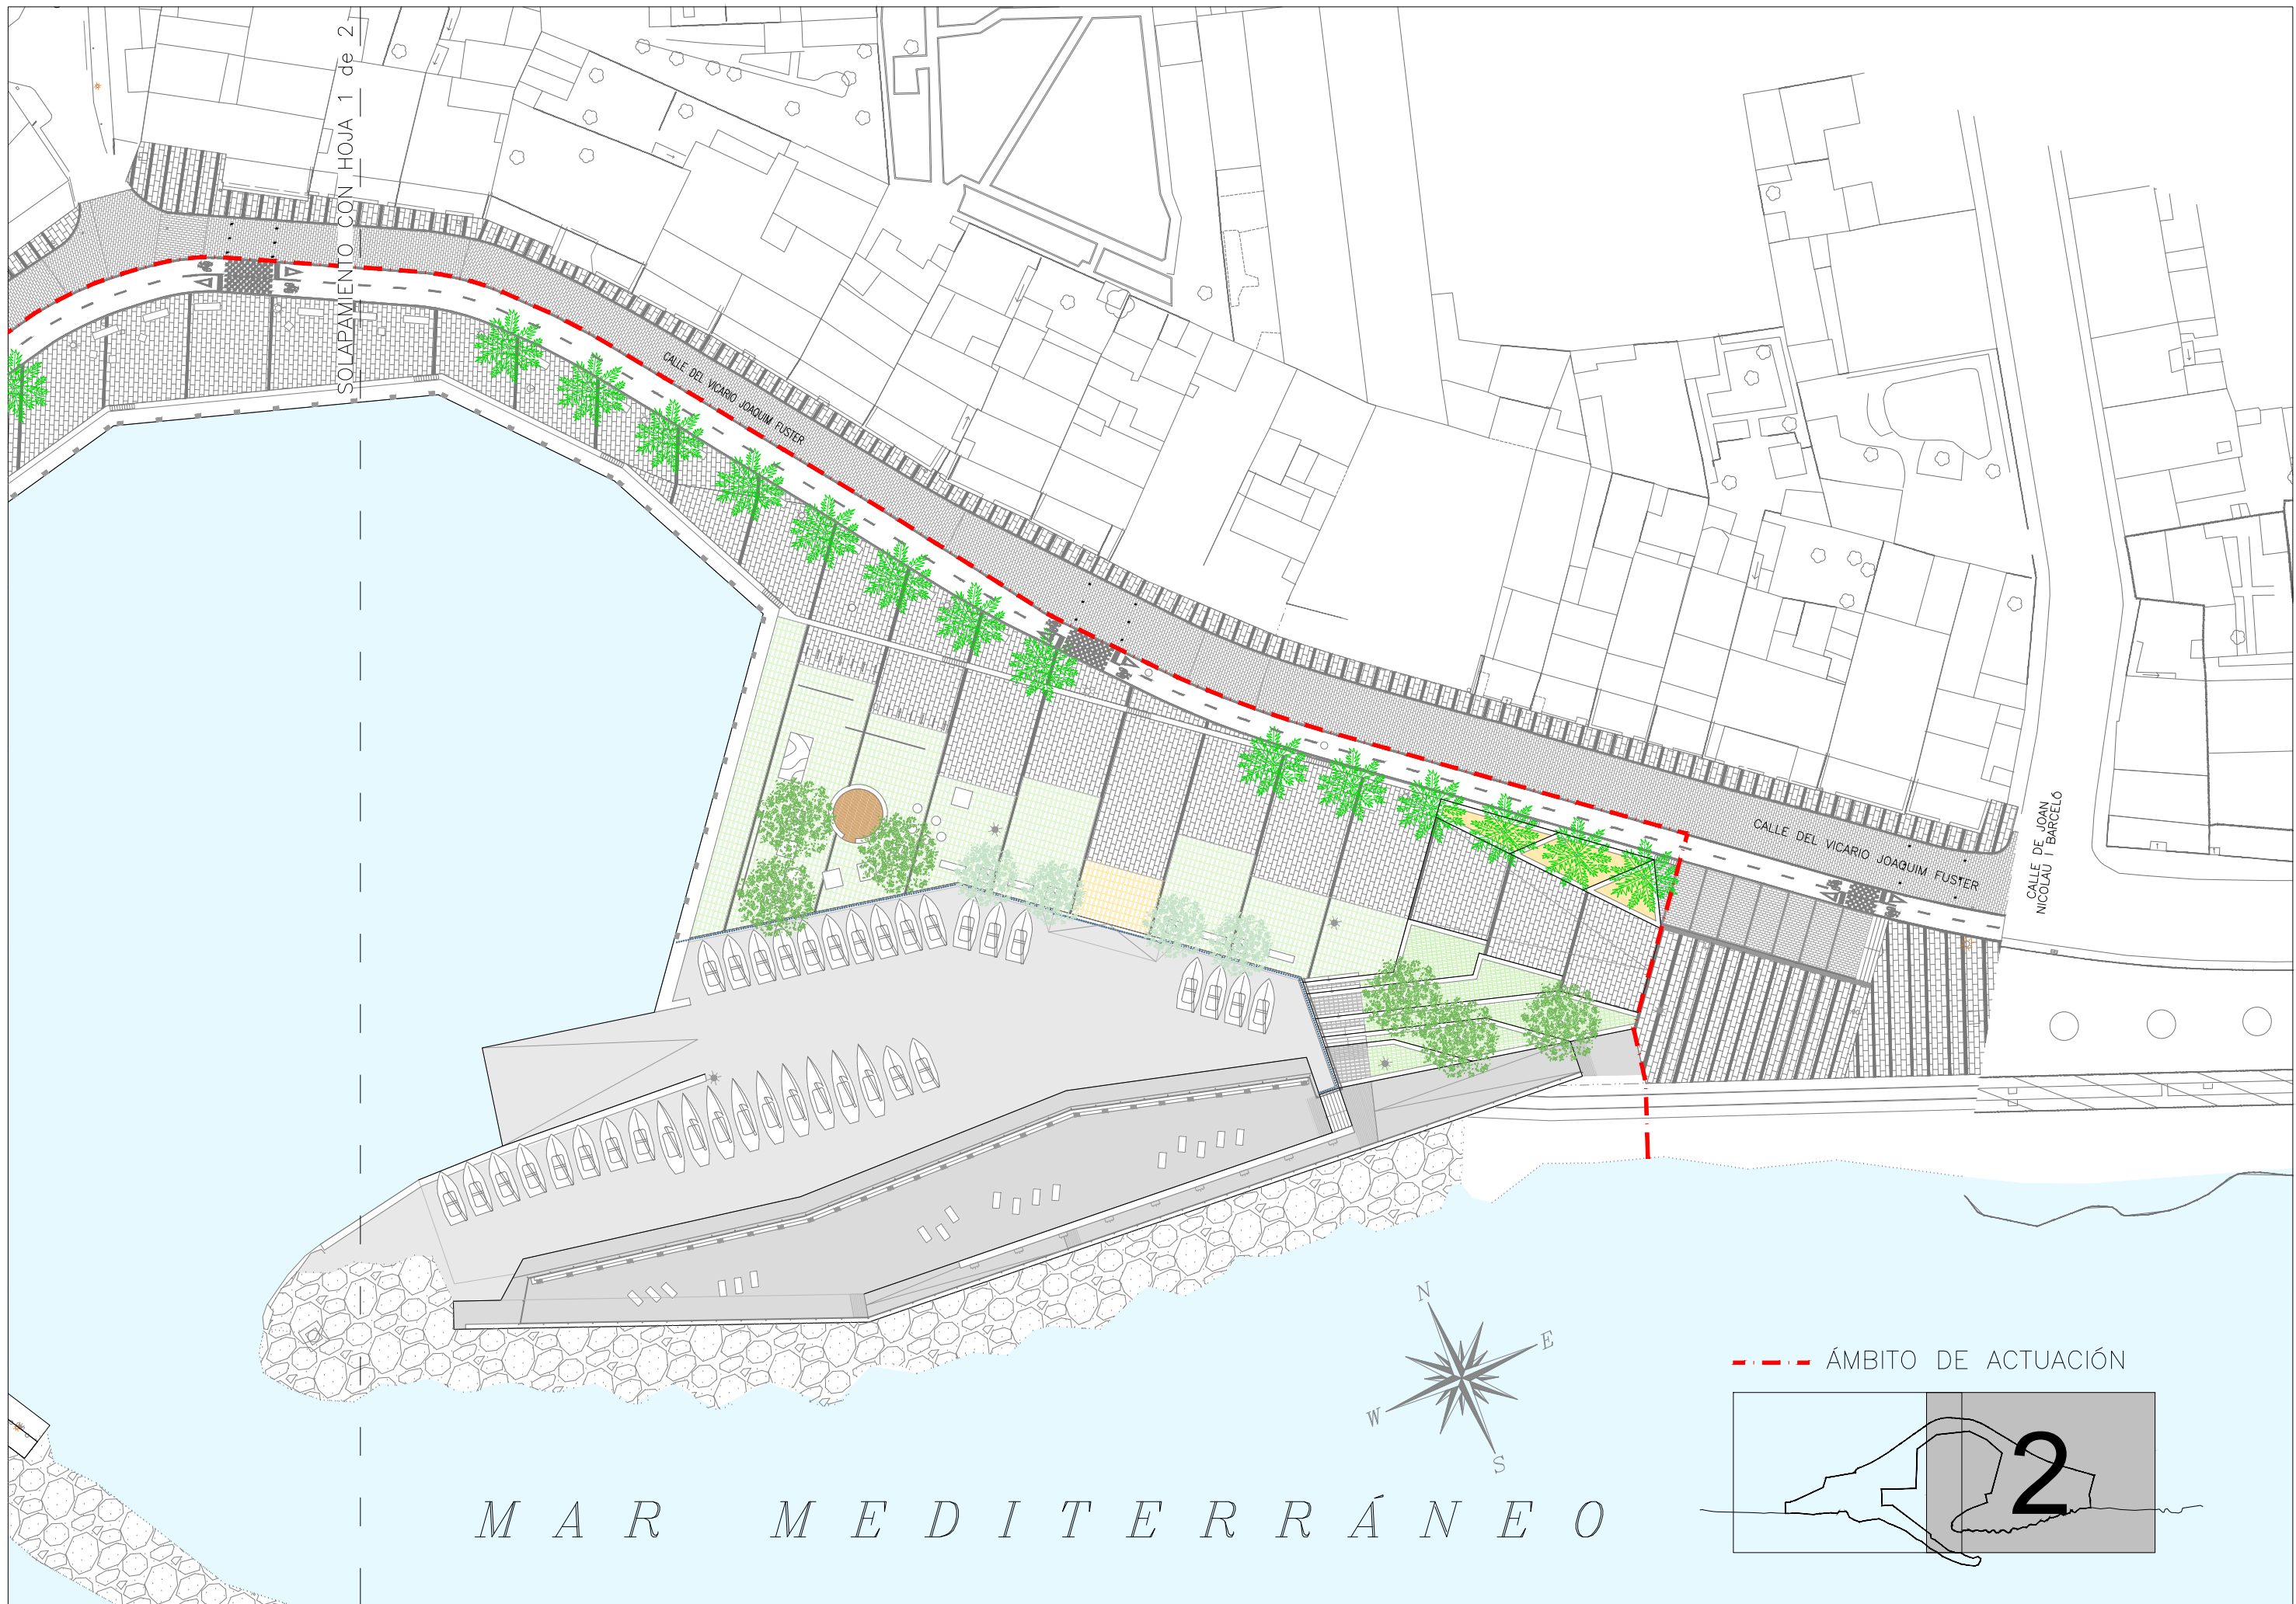 SOLAPAMIENTO CON HOJA 1 de 2
CALLE DEL VICARIO JOAQUIM FUSTER
CALLE DEL VICARIO JOAQUIM FUSTER
CALLE DE JOAN
NICOLAU I BARCELÓ
N
E
W
S
ÁMBITO DE ACTUACIÓN
2
MAR MEDITERRÁNEO